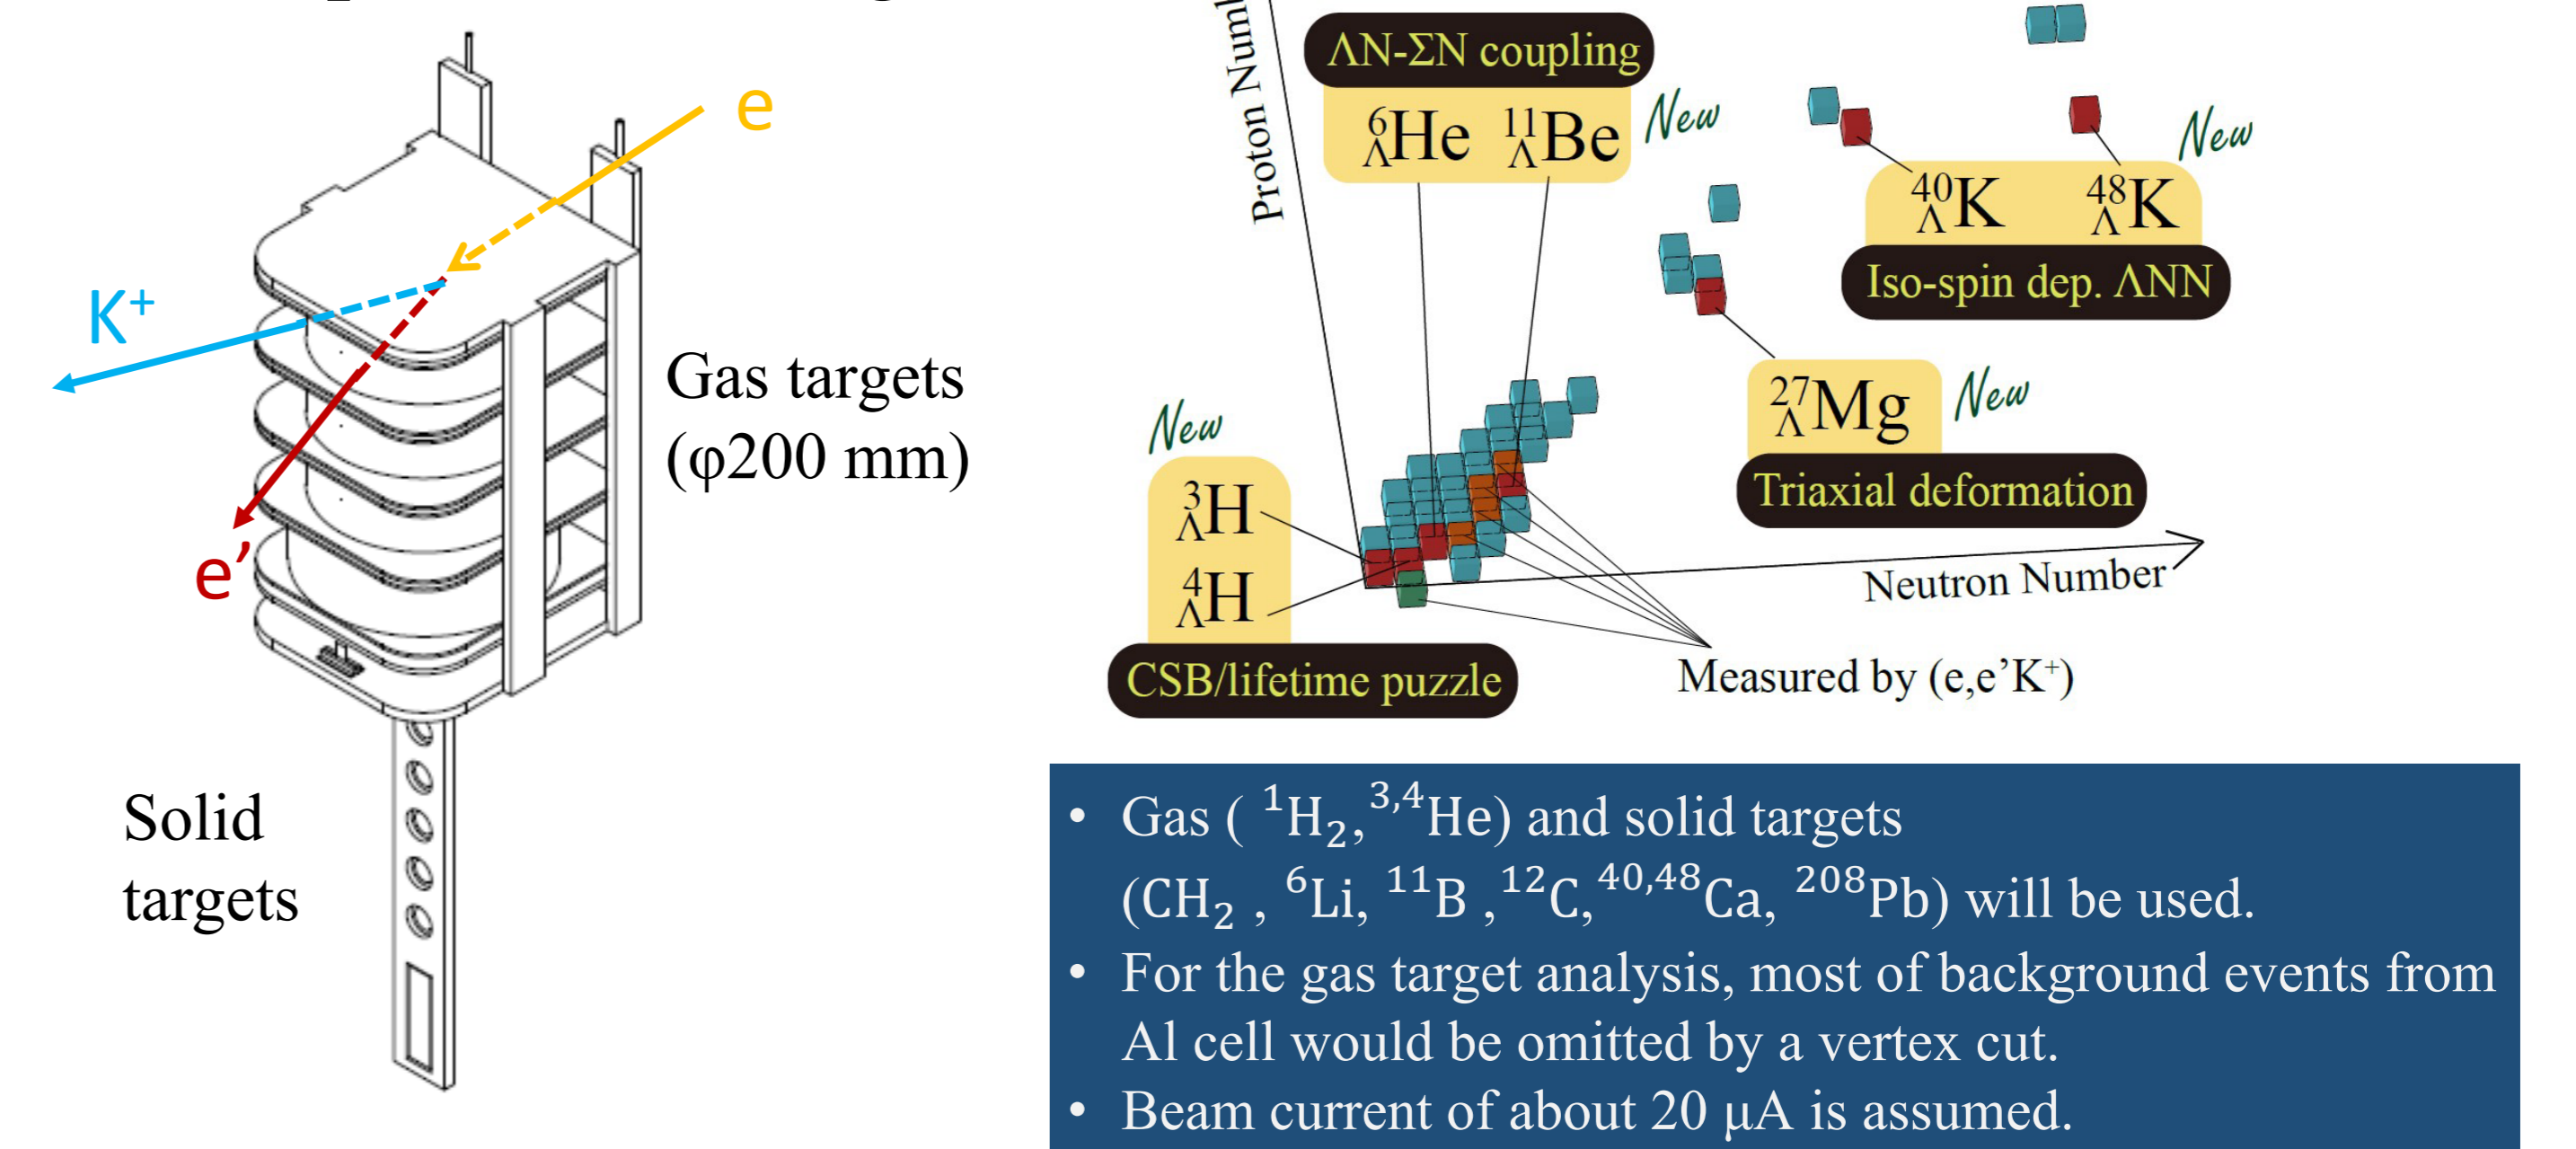 e
K⁺
e’
Gas targets
(φ200 mm)
Solid
targets
ΛN-ΣN coupling
⁶ΛHe ¹¹ΛBe
New
⁴⁰ΛK ⁴⁸ΛK
New
Iso-spin dep. ΛNN
²⁷ΛMg
New
Triaxial deformation
New
³ΛH
⁴ΛH
CSB/lifetime puzzle
Proton
Neutron Number
Measured by (e,e’K⁺)
• Gas ( ¹H₂,³,⁴He) and solid targets
(CH₂ , ⁶Li, ¹¹B ,¹²C,⁴⁰,⁴⁸Ca, ²⁰⁸Pb) will be used.
• For the gas target analysis, most of background events from
Al cell would be omitted by a vertex cut.
• Beam current of about 20 μA is assumed.